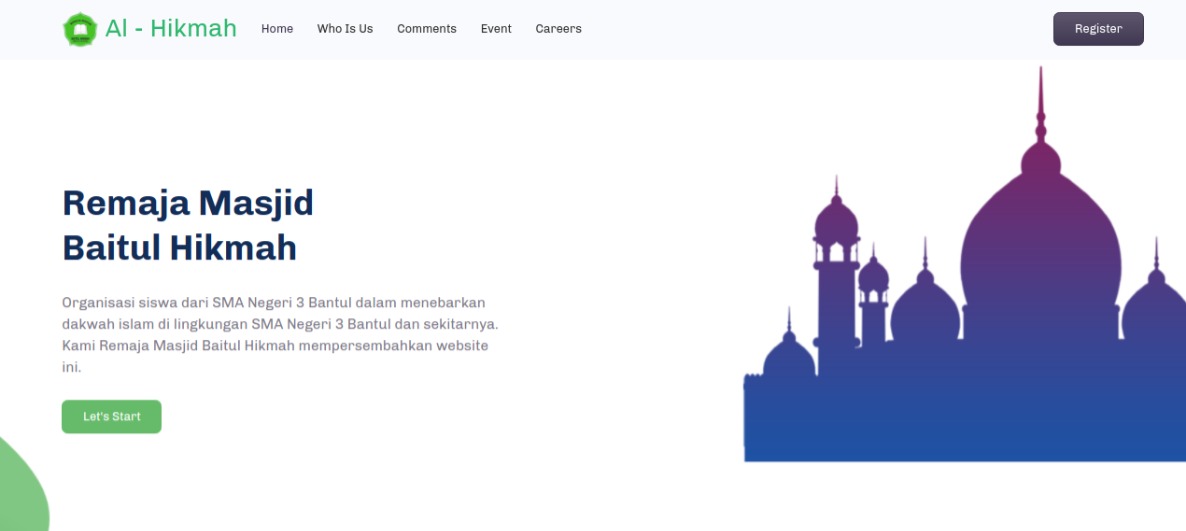 Al - Hikmah
Home
Who Is Us
Comments
Event
Careers
Register
Remaja Masjid
Baitul Hikmah
Organisasi siswa dari SMA Negeri 3 Bantul dalam menebarkan
dakwah islam di lingkungan SMA Negeri 3 Bantul dan sekitarnya.
Kami Remaja Masjid Baitul Hikmah mempersembahkan website
ini.
Let's Start